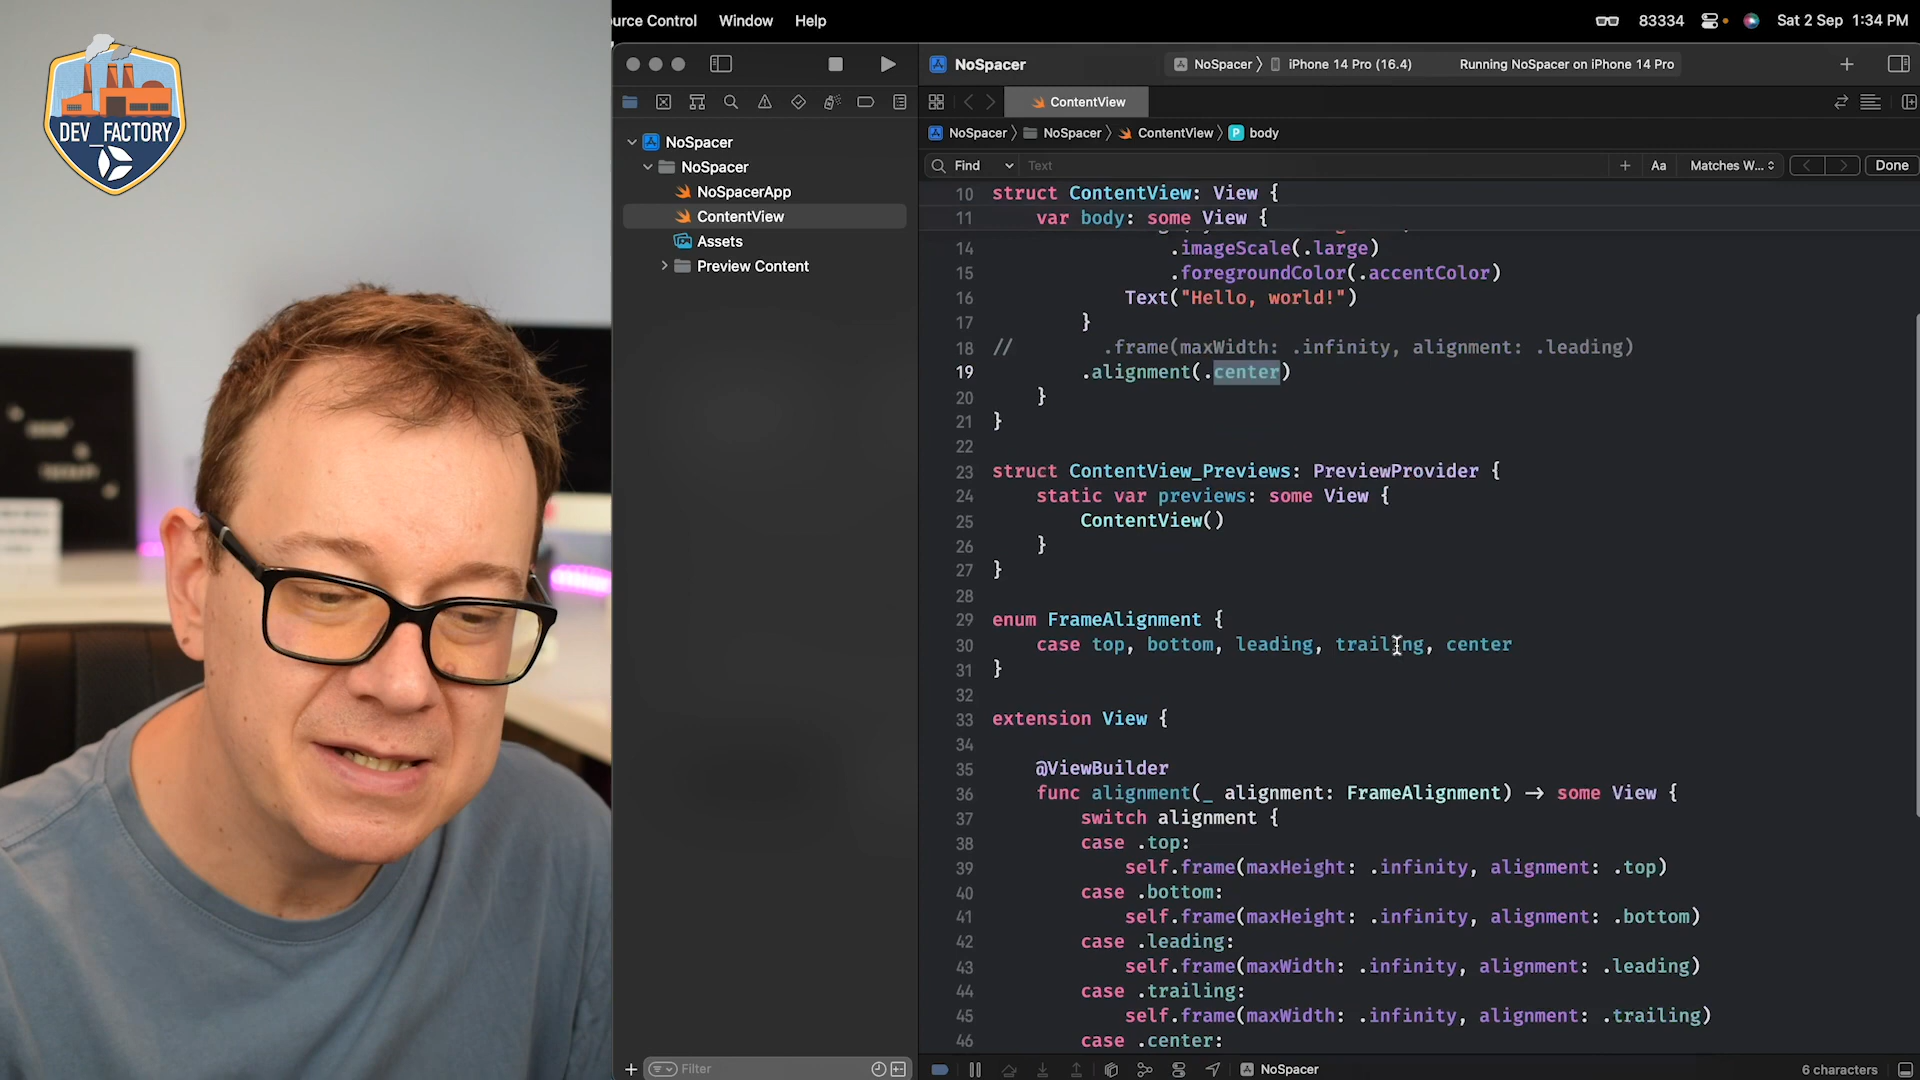 DEV_FACTORY
urce Control Window Help
83334 Sat 2 Sep 1:34 PM
NoSpacer
NoSpacer
NoSpacerApp
ContentView
Assets
Preview Content
Filter
NoSpacer
NoSpacer 〉 iPhone 14 Pro (16.4) Running NoSpacer on iPhone 14 Pro
ContentView
NoSpacer 〉 NoSpacer 〉 ContentView 〉 P body
Find Text Aa Matches W... Done
10 struct ContentView: View {
11 var body: some View {
14 .imageScale(.large)
15 .foregroundColor(.accentColor)
16 Text("Hello, world!")
17 }
18 // .frame(maxWidth: .infinity, alignment: .leading)
19 .alignment(.center)
20 }
21 }
22
23 struct ContentView_Previews: PreviewProvider {
24 static var previews: some View {
25 ContentView()
26 }
27 }
28
29 enum FrameAlignment {
30 case top, bottom, leading, trailing, center
31 }
32
33 extension View {
34
35 @ViewBuilder
36 func alignment(_ alignment: FrameAlignment) -> some View {
37 switch alignment {
38 case .top:
39 self.frame(maxHeight: .infinity, alignment: .top)
40 case .bottom:
41 self.frame(maxHeight: .infinity, alignment: .bottom)
42 case .leading:
43 self.frame(maxWidth: .infinity, alignment: .leading)
44 case .trailing:
45 self.frame(maxWidth: .infinity, alignment: .trailing)
46 case .center:
NoSpacer 6 characters